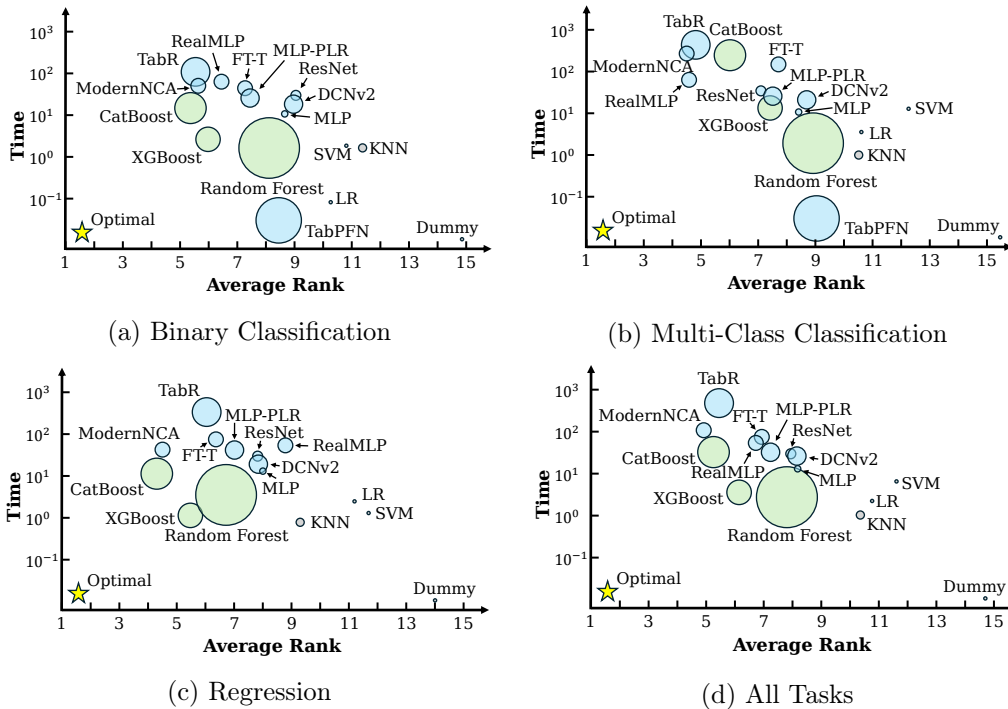 10³
10²
10¹
10⁰
10⁻¹
Time
TabR
RealMLP
FT-T
MLP-PLR
ResNet
ModernNCA
DCNv2
CatBoost
MLP
XGBoost
SVM
KNN
Random Forest
LR
TabPFN
Optimal
Dummy
1 3 5 7 9 11 13 15
Average Rank
(a) Binary Classification
10³
10²
10¹
10⁰
10⁻¹
Time
TabR
CatBoost
FT-T
ModernNCA
MLP-PLR
RealMLP
ResNet
DCNv2
MLP
SVM
XGBoost
LR
KNN
Random Forest
TabPFN
Optimal
Dummy
1 3 5 7 9 11 13 15
Average Rank
(b) Multi-Class Classification
10³
10²
10¹
10⁰
10⁻¹
Time
TabR
MLP-PLR
ModernNCA
ResNet
RealMLP
FT-T
DCNv2
CatBoost
MLP
LR
XGBoost
KNN
SVM
Random Forest
Optimal
Dummy
1 3 5 7 9 11 13 15
Average Rank
(c) Regression
10³
10²
10¹
10⁰
10⁻¹
Time
TabR
MLP-PLR
ModernNCA
FT-T
ResNet
CatBoost
DCNv2
RealMLP
MLP
SVM
XGBoost
LR
KNN
Random Forest
Optimal
Dummy
1 3 5 7 9 11 13 15
Average Rank
(d) All Tasks